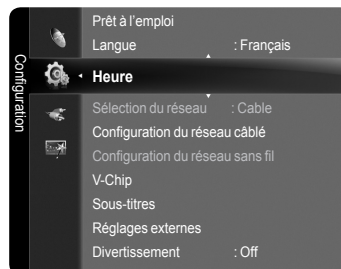 Configuration
Prêt à l'emploi
Langue : Français
Heure
Sélection du réseau : Cable
Configuration du réseau câblé
Configuration du réseau sans fil
V-Chip
Sous-titres
Réglages externes
Divertissement : Off